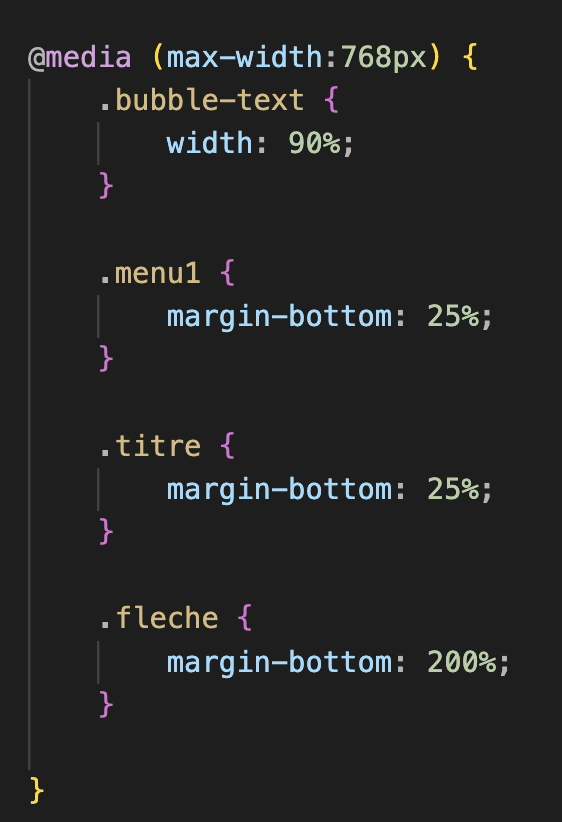 @media (max-width:768px) {
    .bubble-text {
        width: 90%;
    }

    .menu1 {
        margin-bottom: 25%;
    }

    .titre {
        margin-bottom: 25%;
    }

    .fleche {
        margin-bottom: 200%;
    }

}